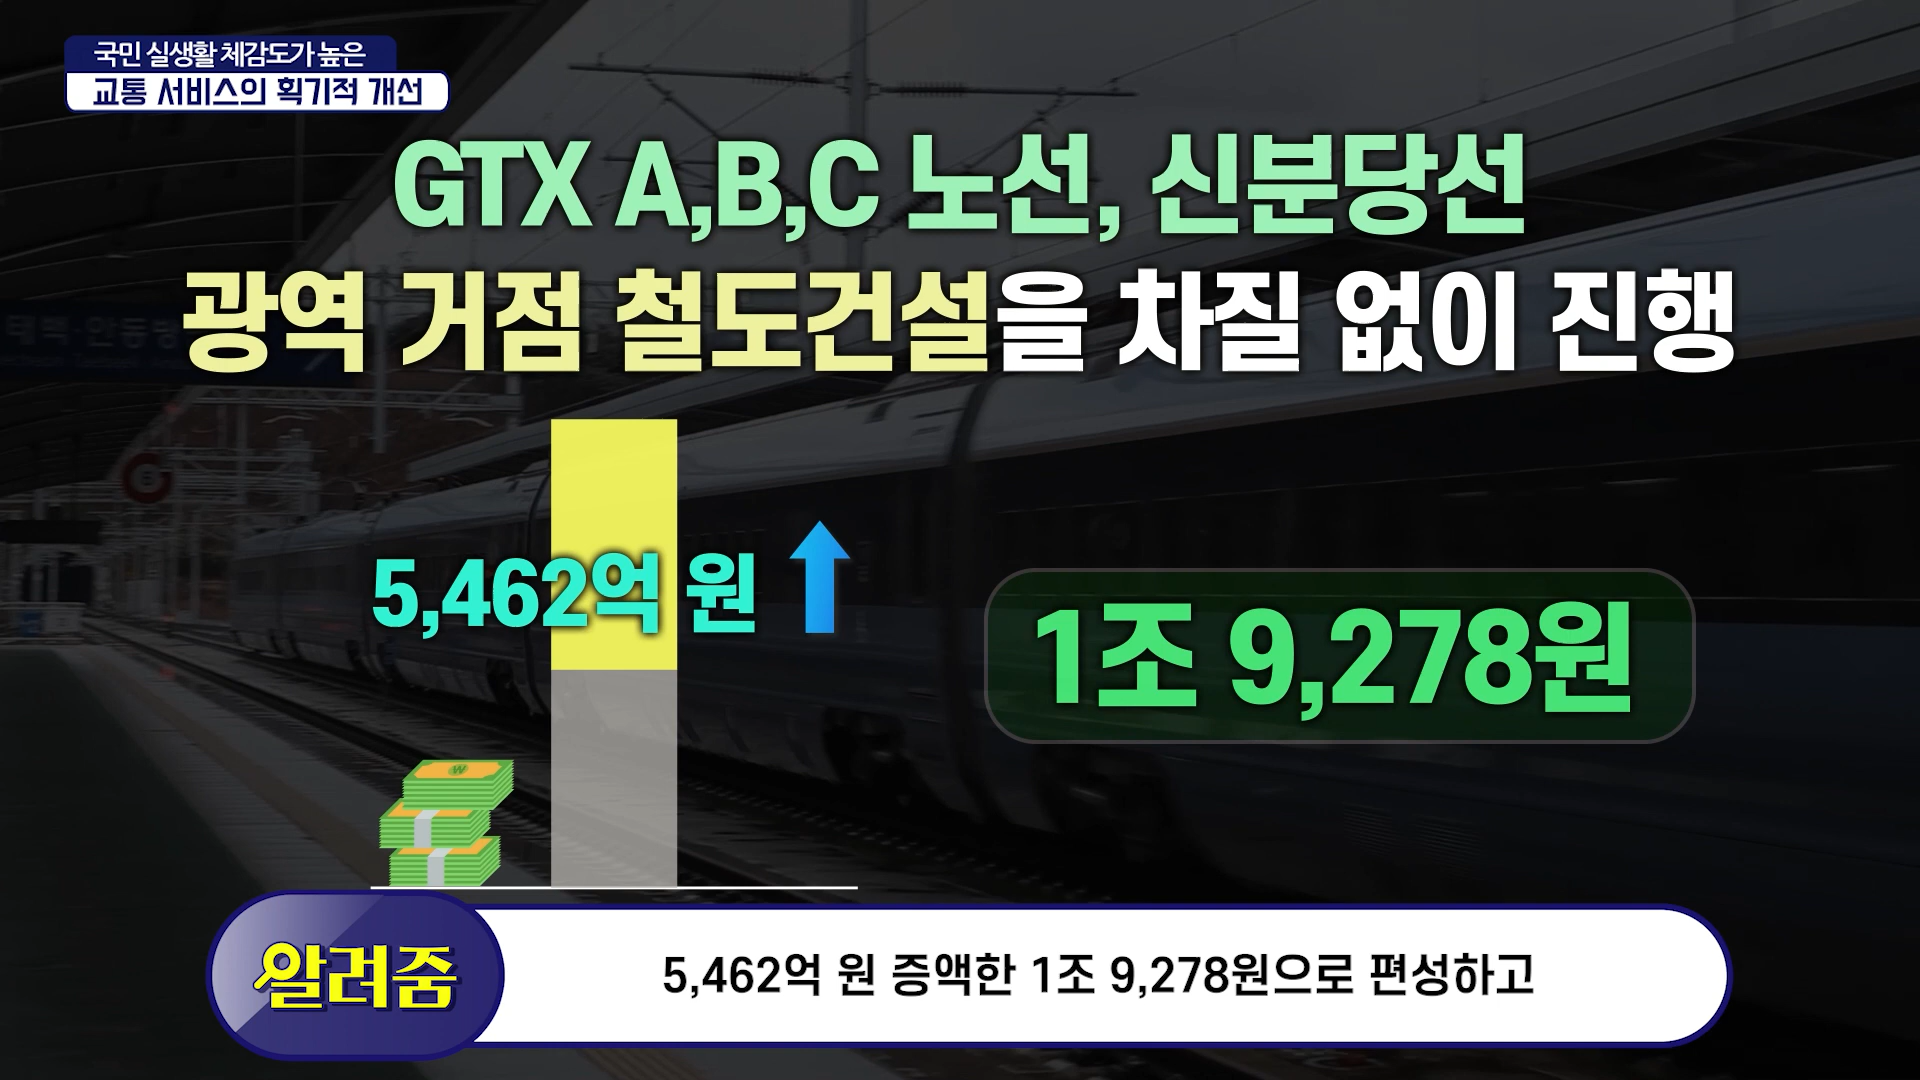 국민 실생활 체감도가 높은
교통 서비스의 획기적 개선
GTX A,B,C 노선, 신분당선
광역 거점 철도건설을 차질 없이 진행
5,462억 원
1조 9,278원
알려줌
5,462억 원 증액한 1조 9,278원으로 편성하고